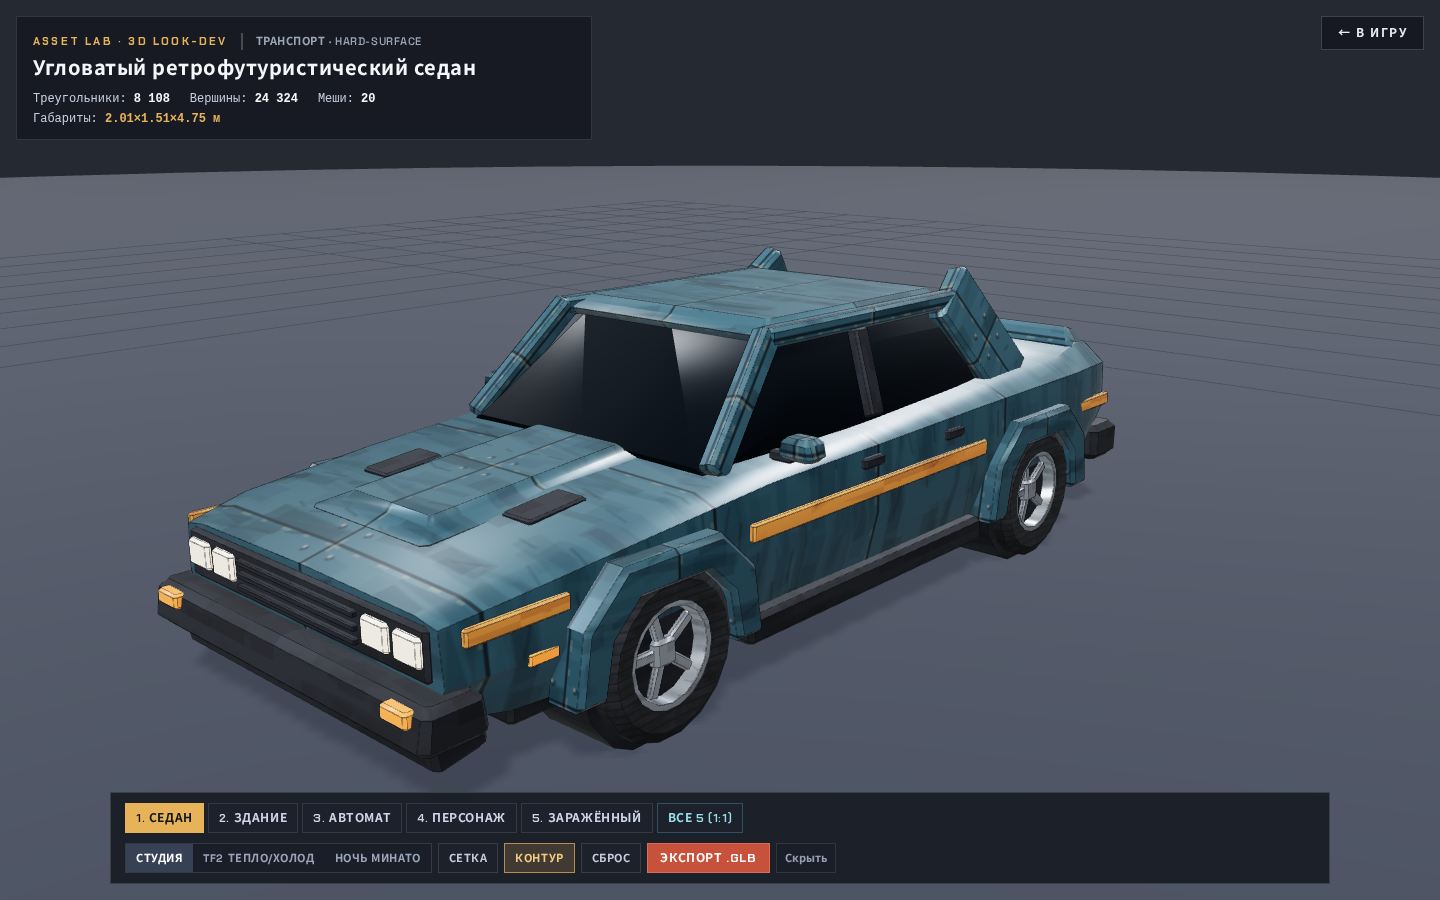 ASSET LAB · 3D LOOK-DEV | ТРАНСПОРТ · HARD-SURFACE
← В ИГРУ
Угловатый ретрофутуристический седан
Треугольники: 8 108 Вершины: 24 324 Меши: 20
Габариты: 2.01×1.51×4.75 м
1. СЕДАН 2. ЗДАНИЕ 3. АВТОМАТ 4. ПЕРСОНАЖ 5. ЗАРАЖЁННЫЙ ВСЕ 5 (1:1)
СТУДИЯ TF2 ТЕПЛО/ХОЛОД НОЧЬ МИНАТО СЕТКА КОНТУР СБРОС ЭКСПОРТ .GLB Скрыть